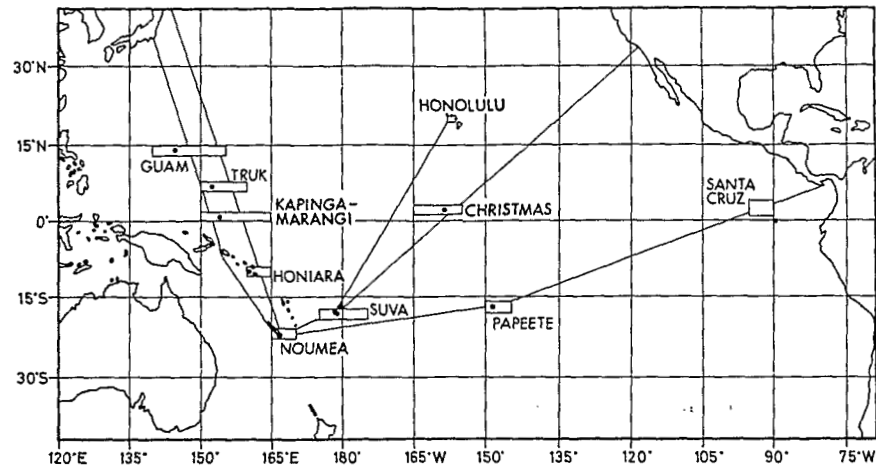 30°N
HONOLULU
15°N
GUAM
TRUK
SANTA
CRUZ
KAPINGA-
MARANGI
CHRISTMAS
0°
HONIARA
15°S
SUVA
PAPEETE
NOUMEA
30°S
120°E 135° 150° 165°E 180° 165°W 150° 135° 120° 105° 90° 75°W